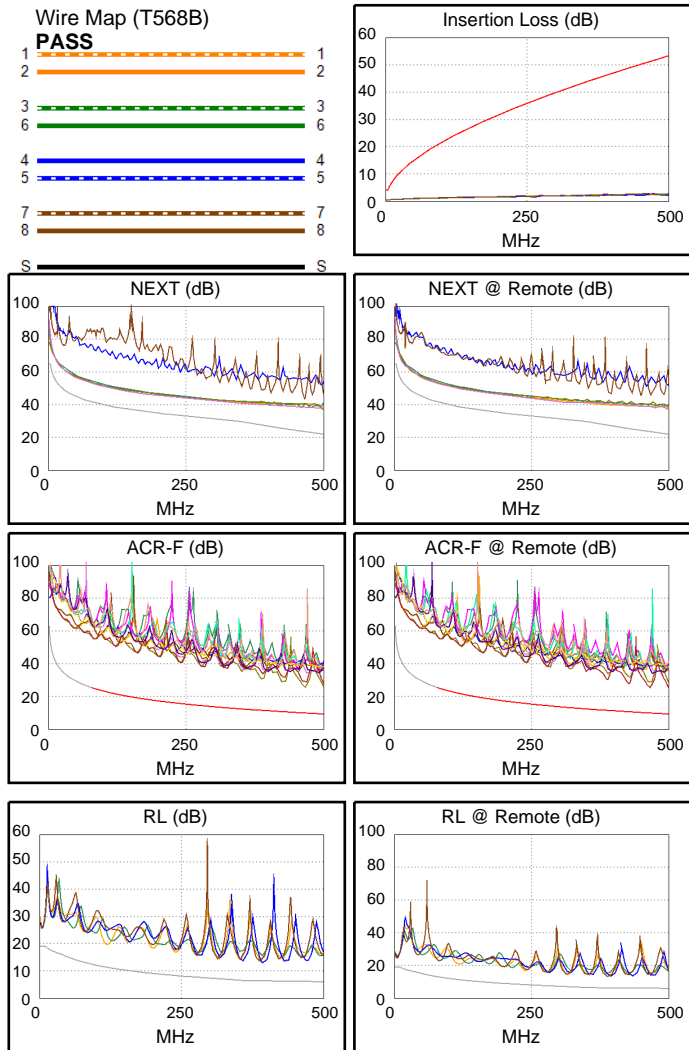 Wire Map (T568B)
PASS
1 1
2 2
3 3
6 6
4 4
5 5
7 7
8 8
S S
Insertion Loss (dB)
60
50
40
30
20
10
0
0 250 500
MHz
NEXT (dB)
100
80
60
40
20
0
0 250 500
MHz
NEXT @ Remote (dB)
100
80
60
40
20
0
0 250 500
MHz
ACR-F (dB)
100
80
60
40
20
0
0 250 500
MHz
ACR-F @ Remote (dB)
100
80
60
40
20
0
0 250 500
MHz
RL (dB)
60
50
40
30
20
10
0
0 250 500
MHz
RL @ Remote (dB)
100
80
60
40
20
0
0 250 500
MHz